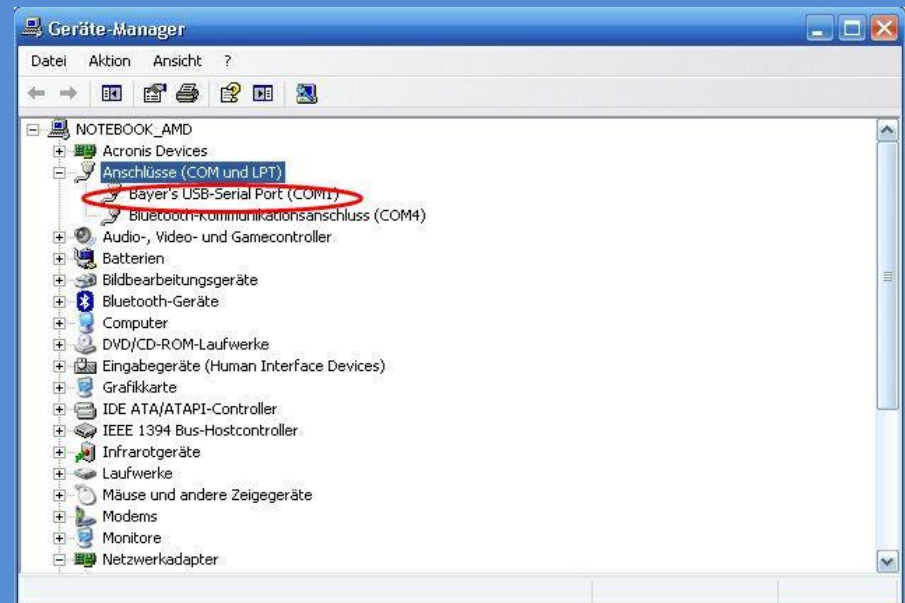 Geräte-Manager
Datei Aktion Ansicht ?
NOTEBOOK_AMD
Acronis Devices
Anschlüsse (COM und LPT)
Bayer's USB-Serial Port (COM1)
Bluetooth-Kommunikationsanschluss (COM4)
Audio-, Video- und Gamecontroller
Batterien
Bildbearbeitungsgeräte
Bluetooth-Geräte
Computer
DVD/CD-ROM-Laufwerke
Eingabegeräte (Human Interface Devices)
Grafikkarte
IDE ATA/ATAPI-Controller
IEEE 1394 Bus-Hostcontroller
Infrarotgeräte
Laufwerke
Mäuse und andere Zeigegeräte
Modems
Monitore
Netzwerkadapter